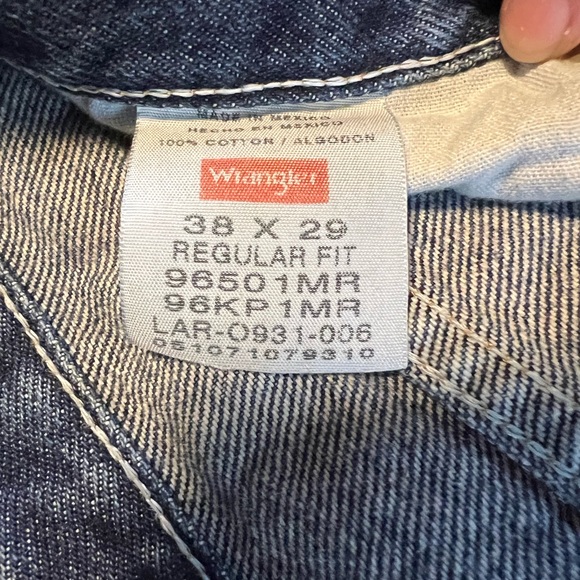 MADE IN MEXICO
HECHO EN MEXICO
100% COTTON / ALGODON
Wrangler
38 X 29
REGULAR FIT
96501MR
96KP1MR
LAR-0931-006
051071079310